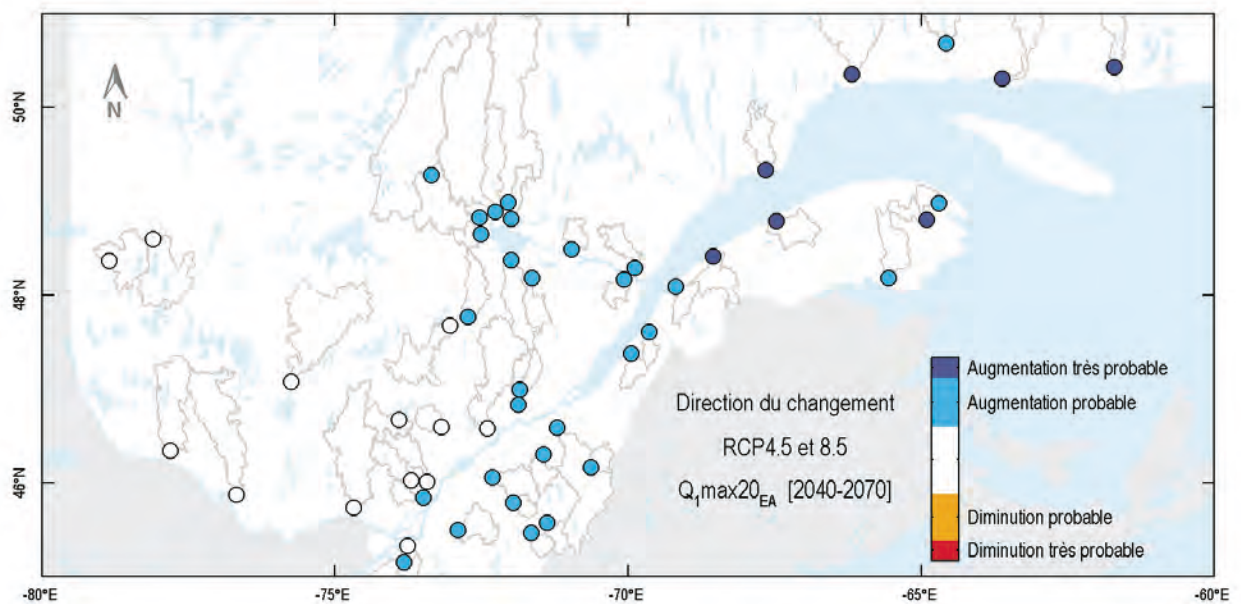 N
50°N
48°N
46°N
Direction du changement
RCP4.5 et 8.5
Q₁max20EA [2040-2070]
Augmentation très probable
Augmentation probable
Diminution probable
Diminution très probable
-80°E
-75°E
-70°E
-65°E
-60°E